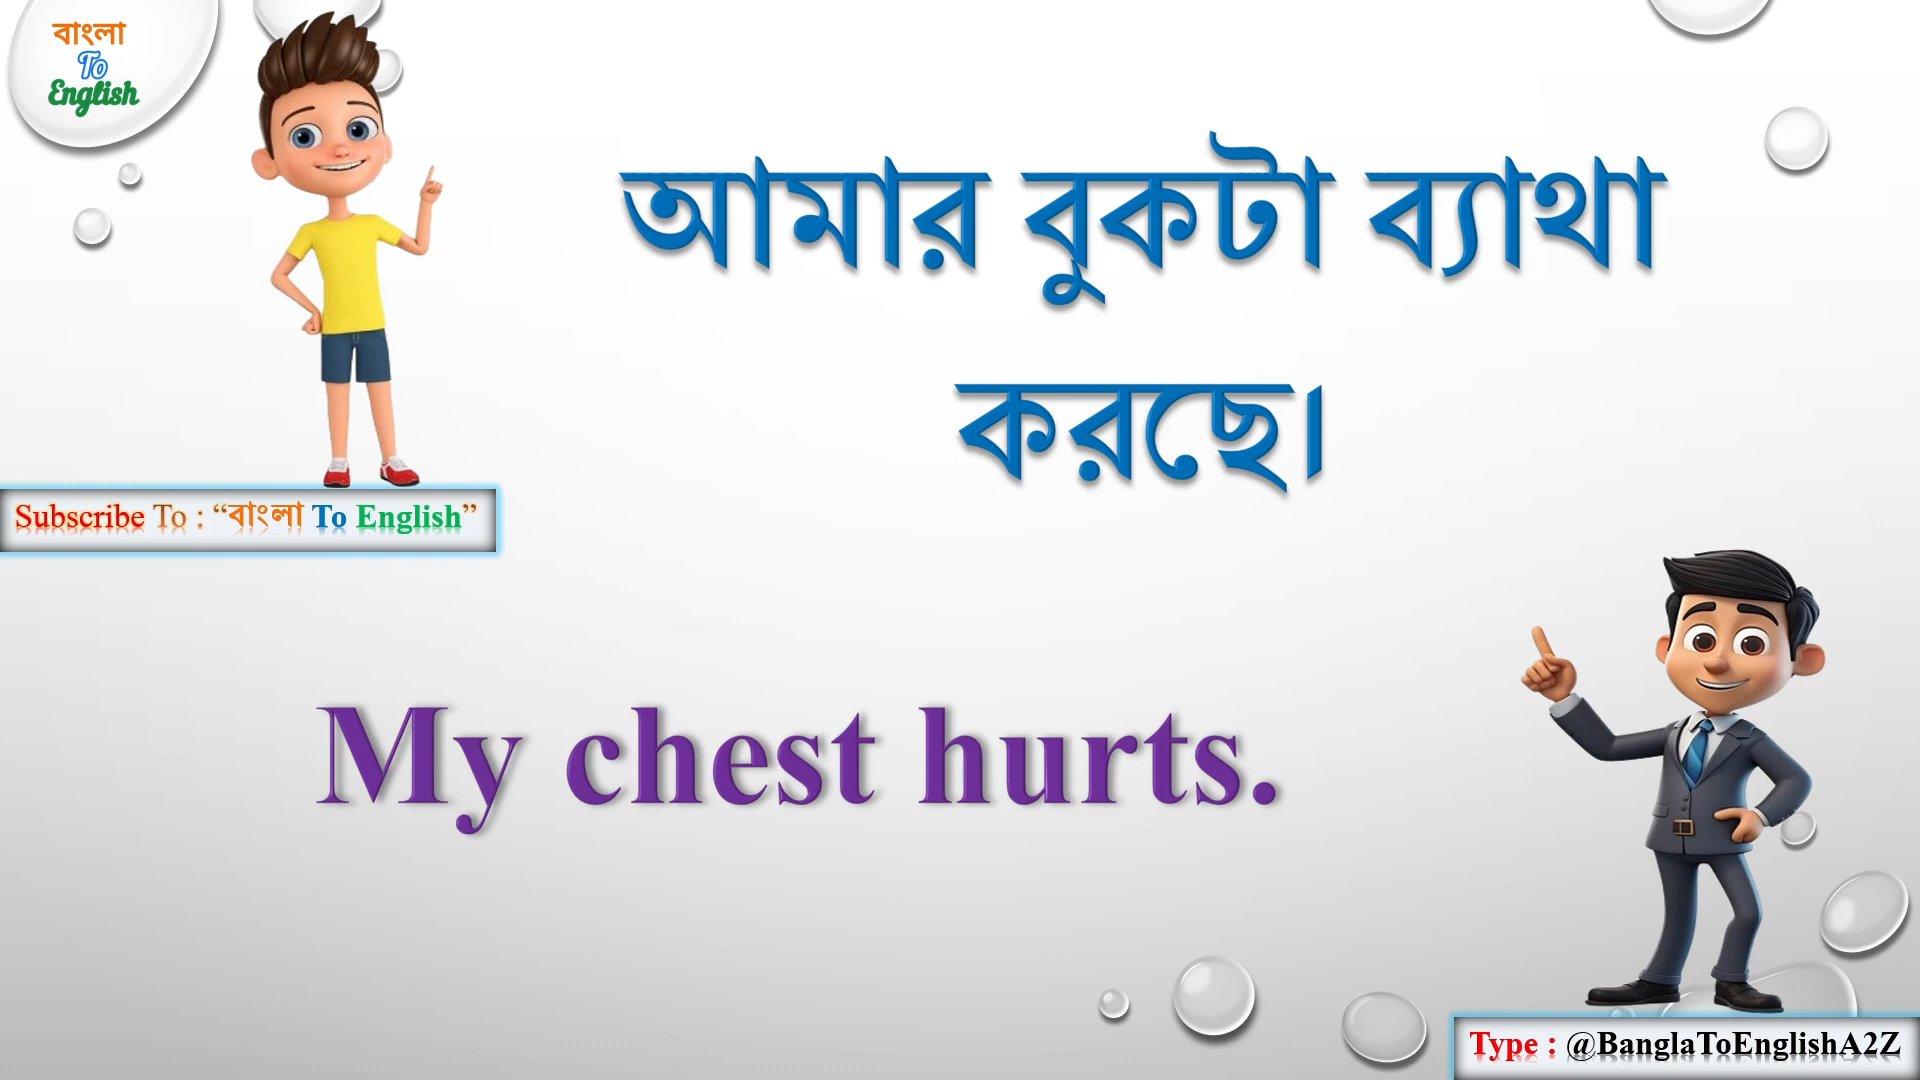 বাংলা
To
English
আমার বুকটা ব্যাথা
করছে।
Subscribe To : “বাংলা To English”
My chest hurts.
Type : @BanglaToEnglishA2Z